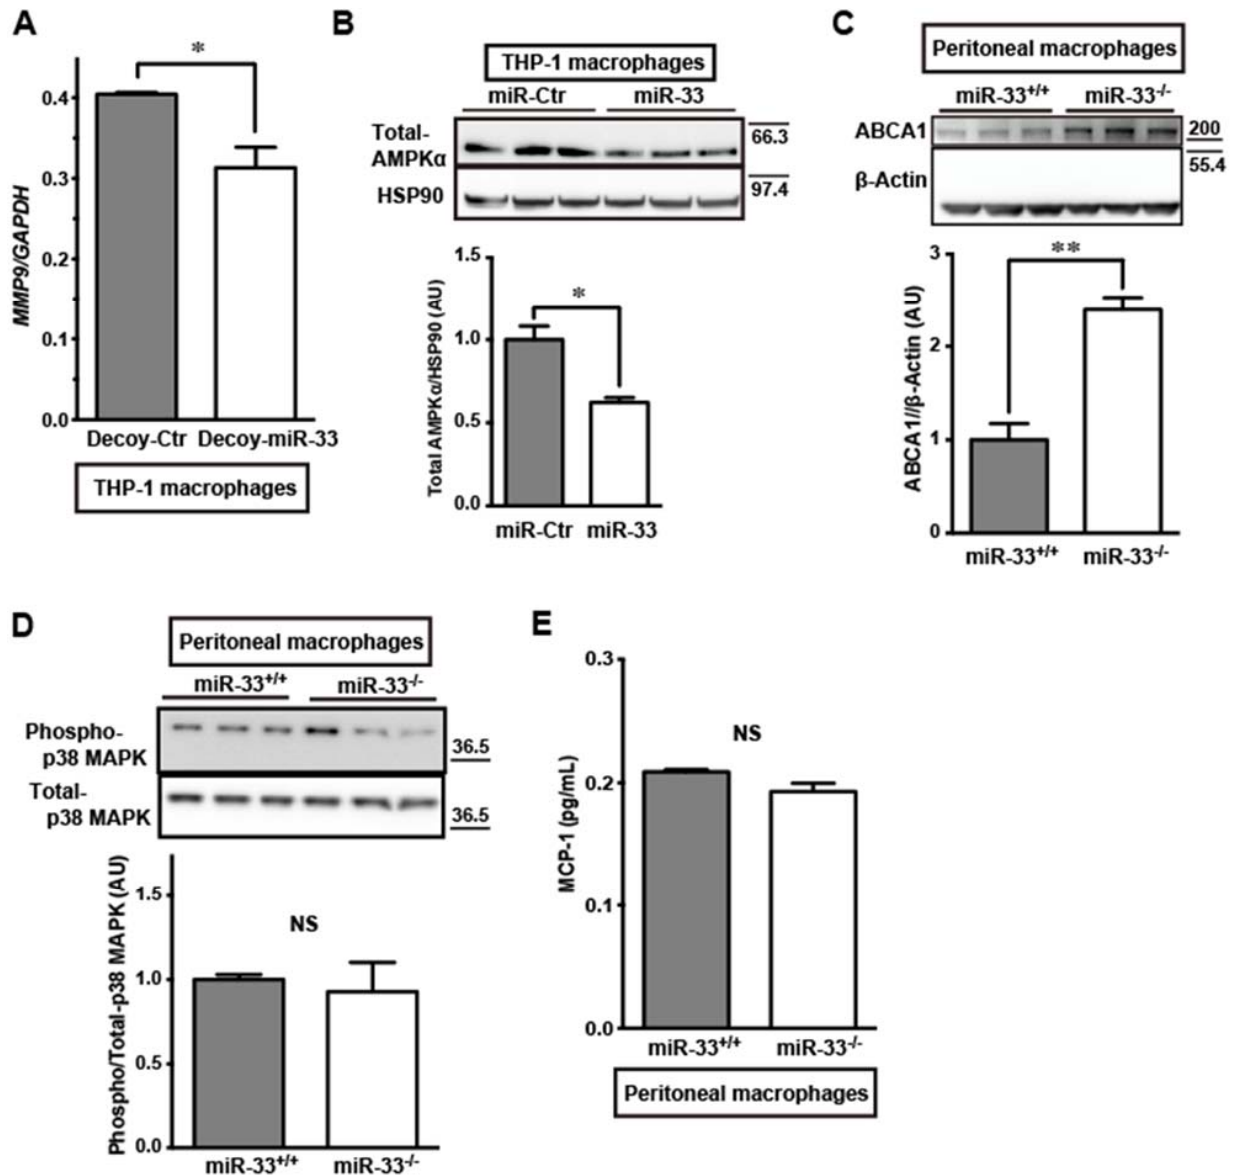 A
*
MMP9/GAPDH
0.4
0.3
0.2
0.1
0.0
Decoy-Ctr Decoy-miR-33
THP-1 macrophages
B
THP-1 macrophages
miR-Ctr miR-33
Total-
AMPKα
66.3
HSP90
97.4
Total AMPKα/HSP90 (AU)
1.5
1.0
0.5
0.0
*
miR-Ctr miR-33
C
Peritoneal macrophages
miR-33+/+ miR-33-/-
ABCA1
200
β-Actin
55.4
ABCA1//β-Actin (AU)
3
2
1
0
**
miR-33+/+ miR-33-/-
D
Peritoneal macrophages
miR-33+/+ miR-33-/-
Phospho-
p38 MAPK
36.5
Total-
p38 MAPK
36.5
Phospho/Total-p38 MAPK (AU)
1.5
1.0
0.5
0.0
NS
miR-33+/+ miR-33-/-
E
MCP-1 (pg/mL)
0.3
0.2
0.1
0.0
NS
miR-33+/+ miR-33-/-
Peritoneal macrophages